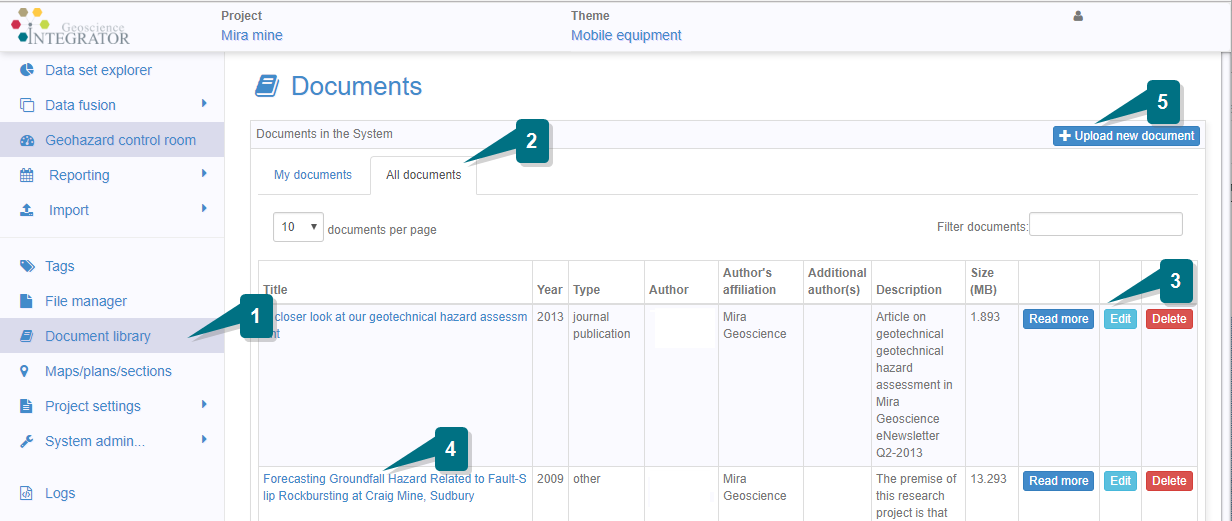 Geoscience
INTEGRATOR
Project
Mira mine
Theme
Mobile equipment
Data set explorer
Data fusion
Geohazard control room
Reporting
Import
Tags
File manager
Document library
Maps/plans/sections
Project settings
System admin...
Logs
Documents
Documents in the System
Upload new document
5
2
My documents
All documents
10
documents per page
Filter documents:
3
Title
Year
Type
Author
Author's
affiliation
Additional
author(s)
Description
Size
(MB)
1
closer look at our geotechnical hazard assessm
nt
2013
journal
publication
Mira
Geoscience
Article on
geotechnical
geotechnical
hazard
assessment in
Mira
Geoscience
eNewsletter
Q2-2013
1.893
Read more
Edit
Delete
4
Forecasting Groundfall Hazard Related to Fault-S
lip Rockbursting at Craig Mine, Sudbury
2009
other
Mira
Geoscience
The premise of
this research
project is that
13.293
Read more
Edit
Delete